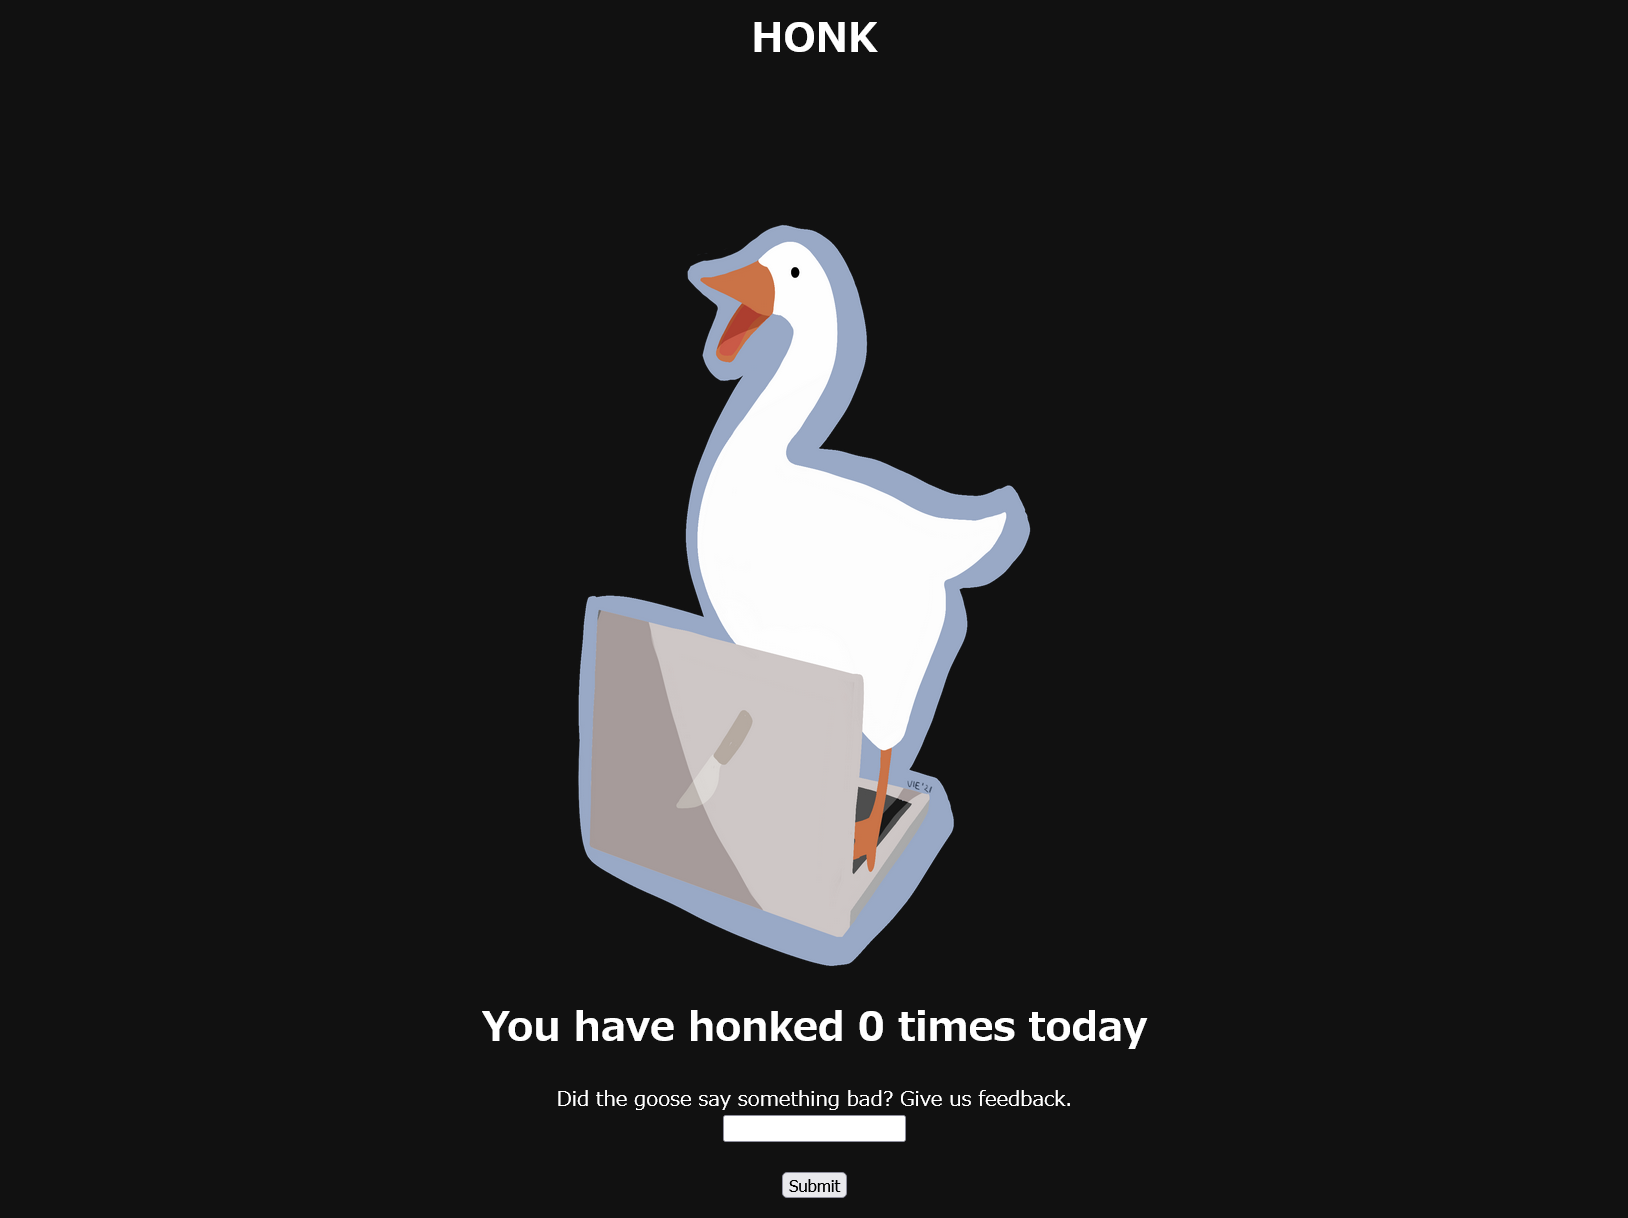 HONK
You have honked 0 times today
Did the goose say something bad? Give us feedback.
Submit